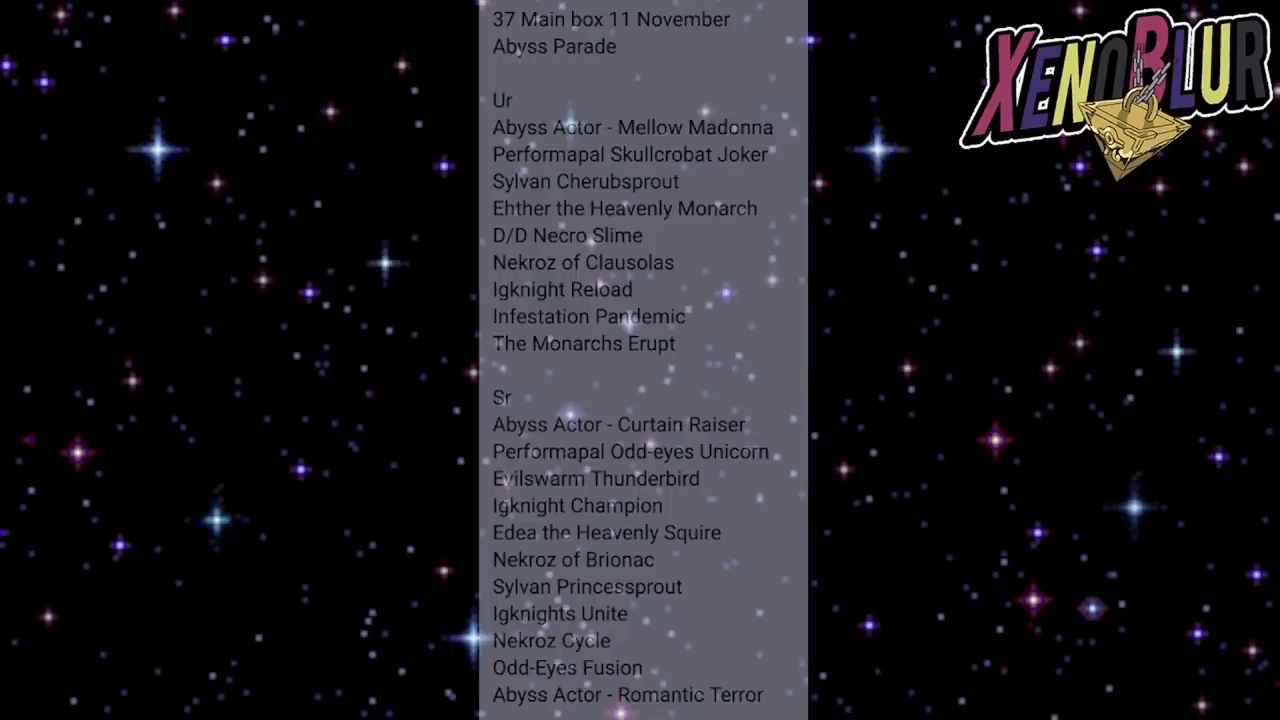 37 Main box 11 November
Abyss Parade
Ur
Abyss Actor - Mellow Madonna
Performapal Skullcrobat Joker
Sylvan Cherubsprout
Ehther the Heavenly Monarch
D/D Necro Slime
Nekroz of Clausolas
Igknight Reload
Infestation Pandemic
The Monarchs Erupt
Sr
Abyss Actor - Curtain Raiser
Performapal Odd-eyes Unicorn
Evilswarm Thunderbird
Igknight Champion
Edea the Heavenly Squire
Nekroz of Brionac
Sylvan Princessprout
Igknights Unite
Nekroz Cycle
Odd-Eyes Fusion
Abyss Actor - Romantic Terror
XENOBLUR